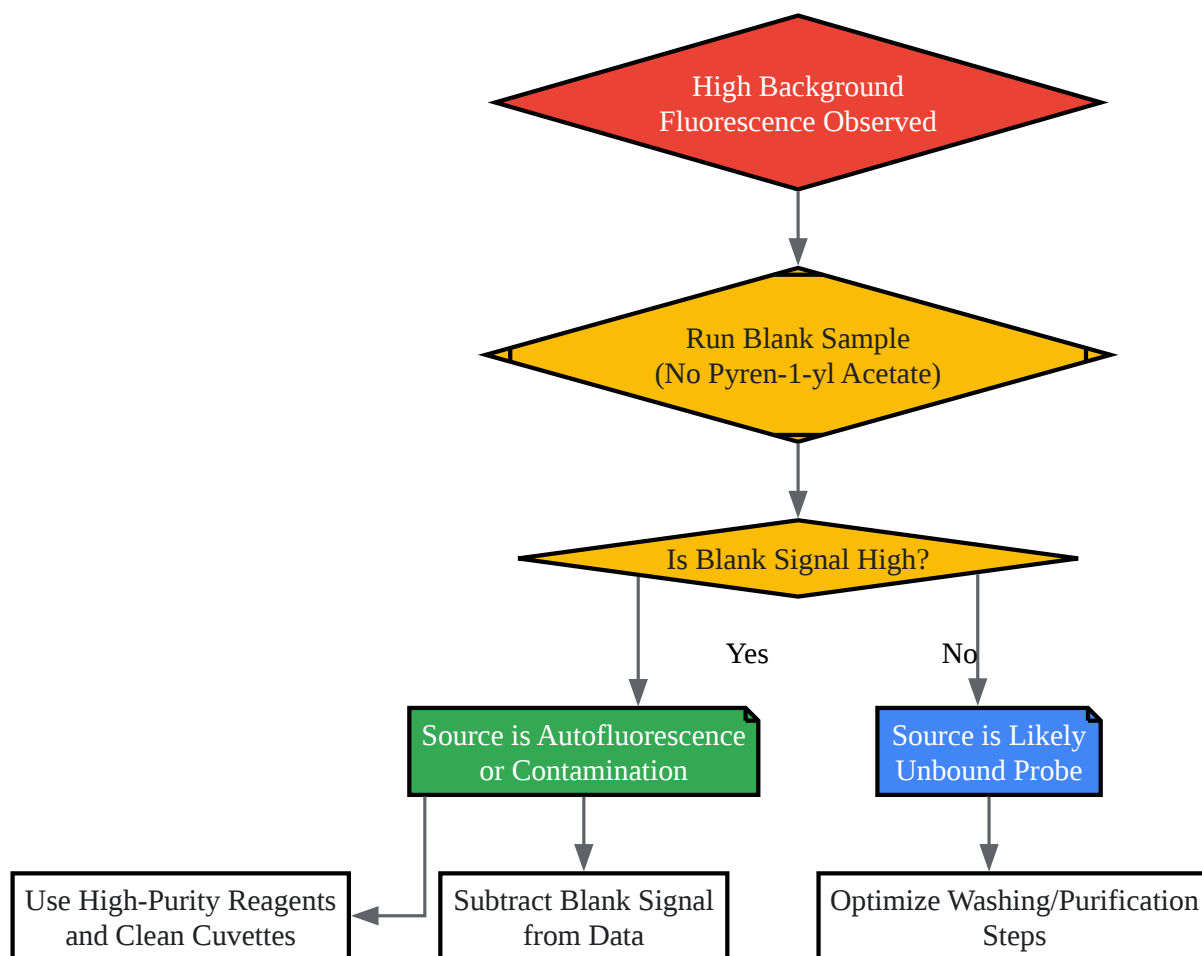 High Background
Fluorescence Observed
Run Blank Sample
(No Pyren-1-yl Acetate)
Is Blank Signal High?
Yes
No
Source is Autofluorescence
or Contamination
Source is Likely
Unbound Probe
Use High-Purity Reagents
and Clean Cuvettes
Subtract Blank Signal
from Data
Optimize Washing/Purification
Steps